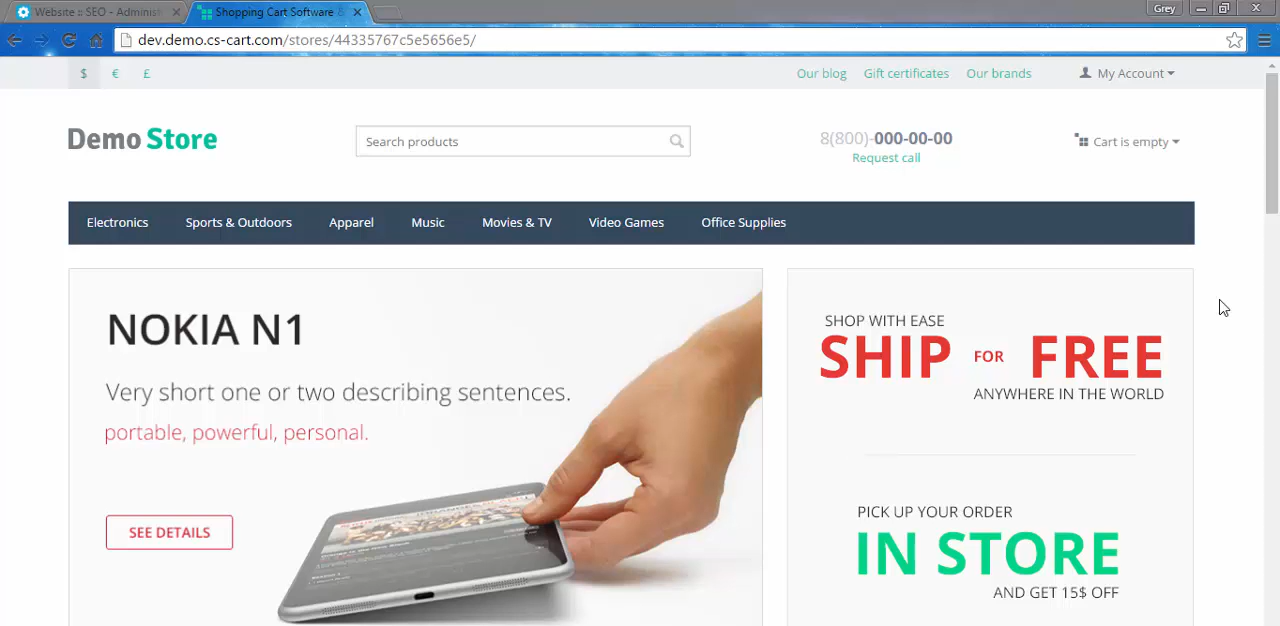 Website :: SEO - Administ
Shopping Cart Software &
Grey
dev.demo.cs-cart.com/stores/44335767c5e5656e5/
$ € £
Our blog Gift certificates Our brands My Account
Demo Store
Search products
8(800)-000-00-00
Request call
Cart is empty
Electronics Sports & Outdoors Apparel Music Movies & TV Video Games Office Supplies
NOKIA N1
Very short one or two describing sentences.
portable, powerful, personal.
SEE DETAILS
SHOP WITH EASE
SHIP FOR FREE
ANYWHERE IN THE WORLD
PICK UP YOUR ORDER
IN STORE
AND GET 15$ OFF